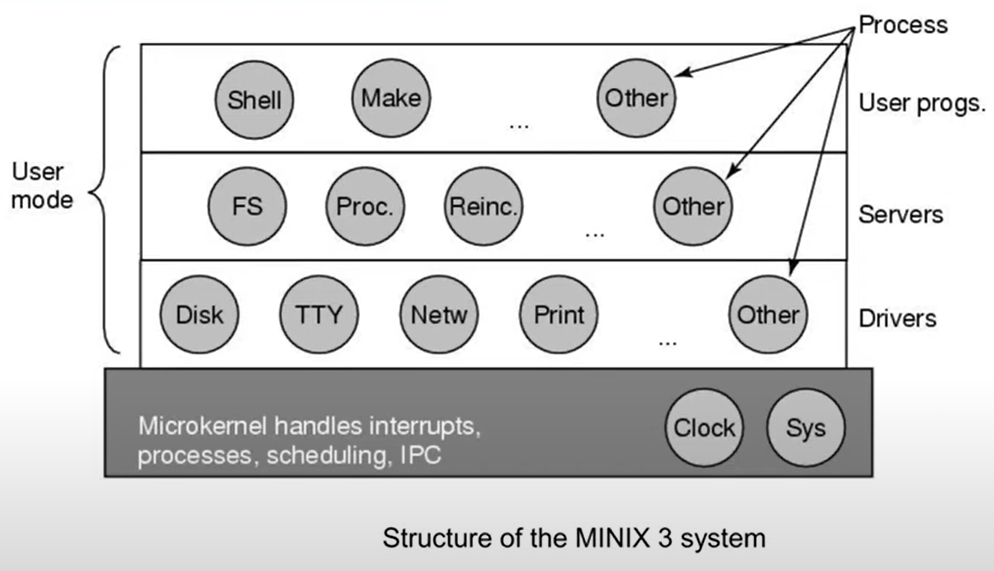 Process
Shell
Make
...
Other
User progs.
User
mode
FS
Proc.
Reinc.
...
Other
Servers
Disk
TTY
Netw
Print
...
Other
Drivers
Microkernel handles interrupts,
processes, scheduling, IPC
Clock
Sys
Structure of the MINIX 3 system